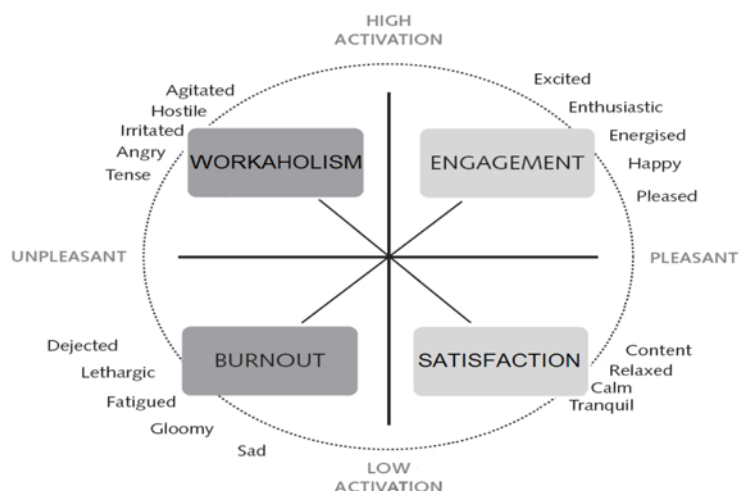 HIGH
ACTIVATION
Agitated
Hostile
Irritated
Angry
Tense
Excited
Enthusiastic
Energised
Happy
Pleased
WORKAHOLISM
ENGAGEMENT
UNPLEASANT
PLEASANT
Dejected
Lethargic
Fatigued
Gloomy
Sad
BURNOUT
SATISFACTION
Content
Relaxed
Calm
Tranquil
LOW
ACTIVATION